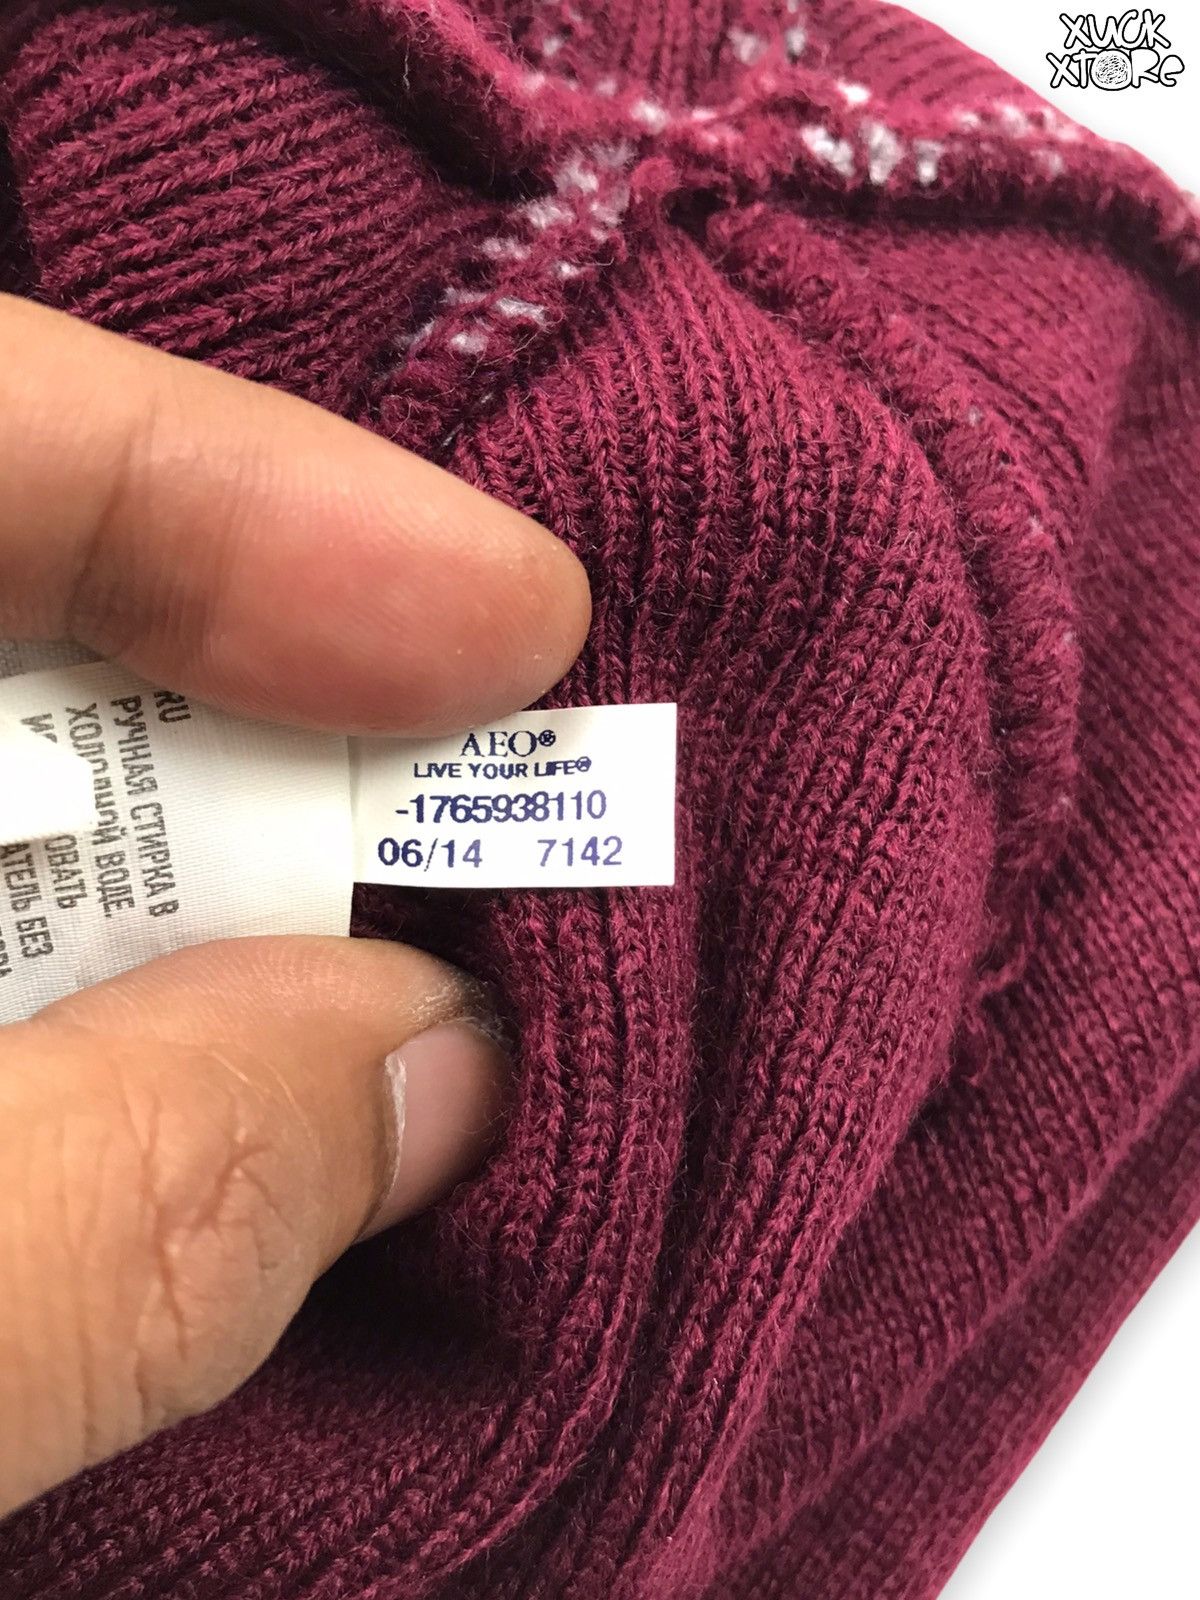 XUCK
XTORE
AEO®
LIVE YOUR LIFE®
-1765938110
06/14 7142
RU
РУЧНАЯ СТИРКА В
ХОЛОДНОЙ ВОДЕ.
ОВАТЬ
АТЕЛЬ БЕЗ